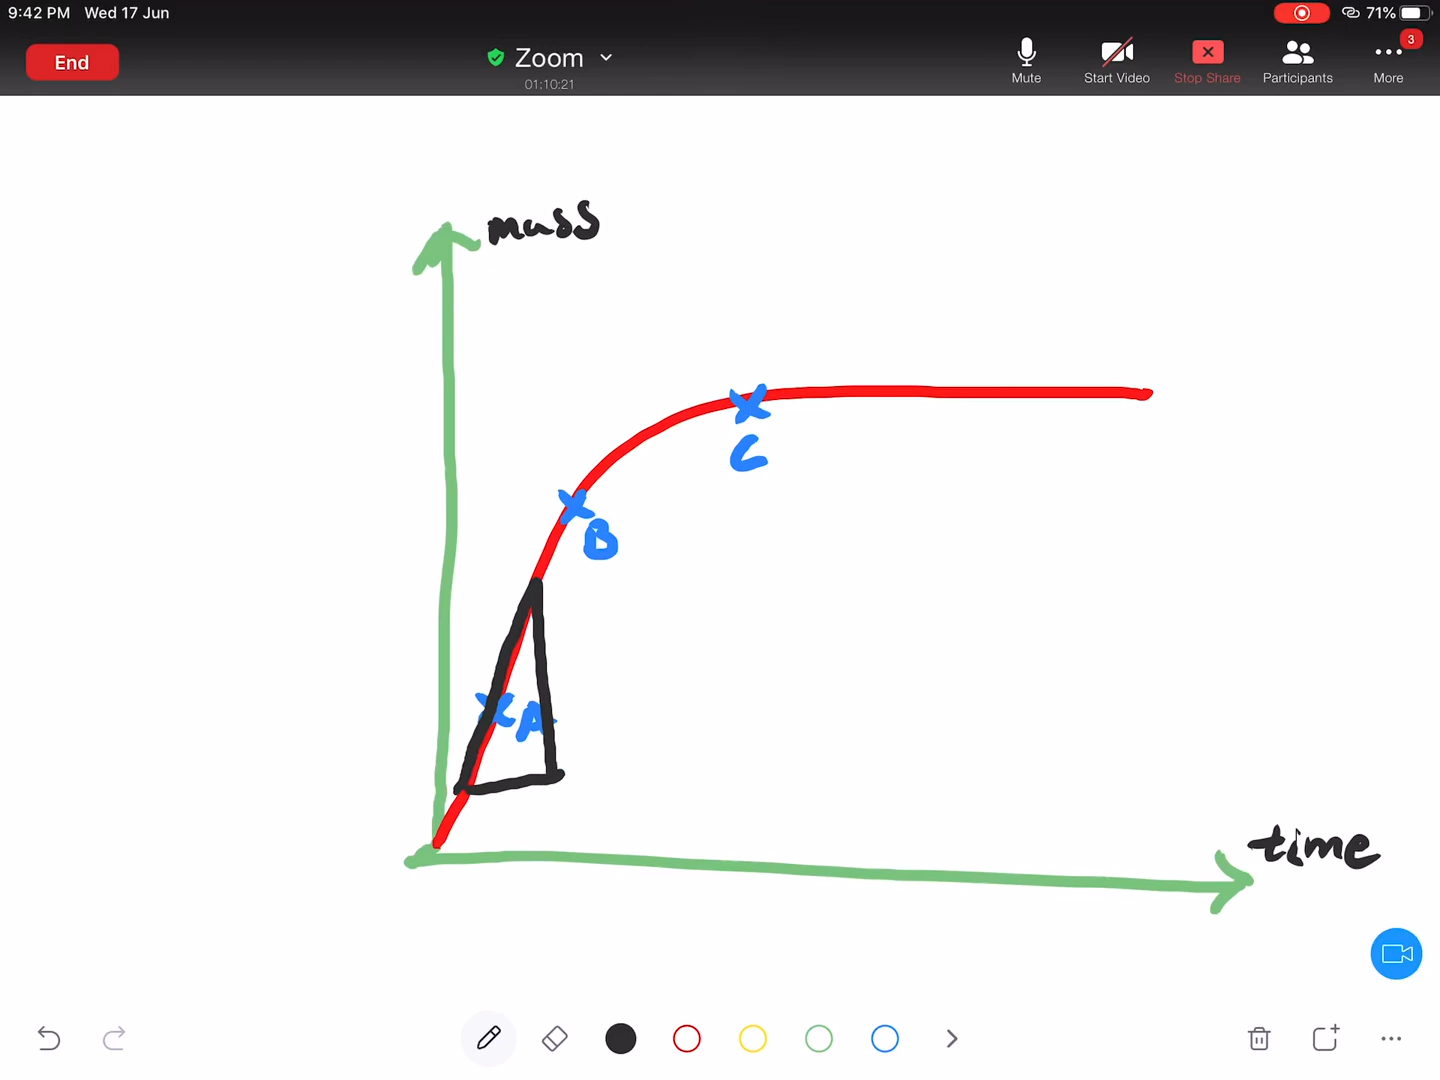 9:42 PM Wed 17 Jun
71%
End
Zoom
01:10:21
Mute
Start Video
Stop Share
Participants
More
3
mass
C
B
A
time